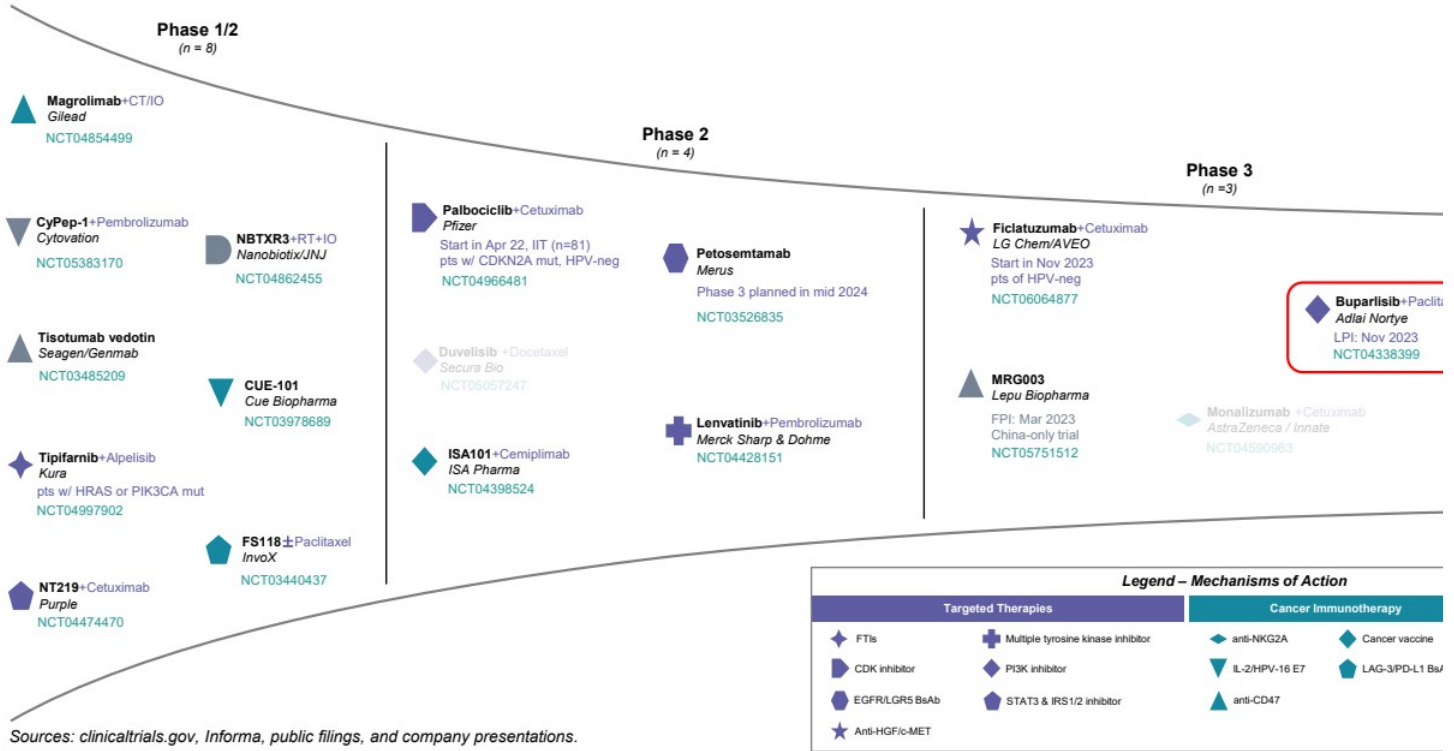 Phase 1/2
(n = 8)
Magrolimab+CT/IO
Gilead
NCT04854499
CyPep-1+Pembrolizumab
Cytovation
NCT05383170
NBTXR3+RT+IO
Nanobiotix/JNJ
NCT04862455
Tisotumab vedotin
Seagen/Genmab
NCT03485209
CUE-101
Cue Biopharma
NCT03978689
Tipifarnib+Alpelisib
Kura
pts w/ HRAS or PIK3CA mut
NCT04997902
FS118±Paclitaxel
InvoX
NCT03440437
NT219+Cetuximab
Purple
NCT04474470
Phase 2
(n = 4)
Palbociclib+Cetuximab
Pfizer
Start in Apr 22, IIT (n=81)
pts w/ CDKN2A mut, HPV-neg
NCT04966481
Petosemtamab
Merus
Phase 3 planned in mid 2024
NCT03526835
Duvelisib +Docetaxel
Secura Bio
NCT05057247
Lenvatinib+Pembrolizumab
Merck Sharp & Dohme
NCT04428151
ISA101+Cemiplimab
ISA Pharma
NCT04398524
Phase 3
(n =3)
Ficlatuzumab+Cetuximab
LG Chem/AVEO
Start in Nov 2023
pts of HPV-neg
NCT06064877
Buparlisib+Paclita
Adlai Nortye
LPI: Nov 2023
NCT04338399
MRG003
Lepu Biopharma
FPI: Mar 2023
China-only trial
NCT05751512
Monalizumab +Cetuximab
AstraZeneca / Innate
NCT04590963
Legend – Mechanisms of Action
Targeted Therapies
Cancer Immunotherapy
FTIs
Multiple tyrosine kinase inhibitor
anti-NKG2A
Cancer vaccine
CDK inhibitor
PI3K inhibitor
IL-2/HPV-16 E7
LAG-3/PD-L1 BsA
EGFR/LGR5 BsAb
STAT3 & IRS1/2 inhibitor
anti-CD47
Anti-HGF/c-MET
Sources: clinicaltrials.gov, Informa, public filings, and company presentations.